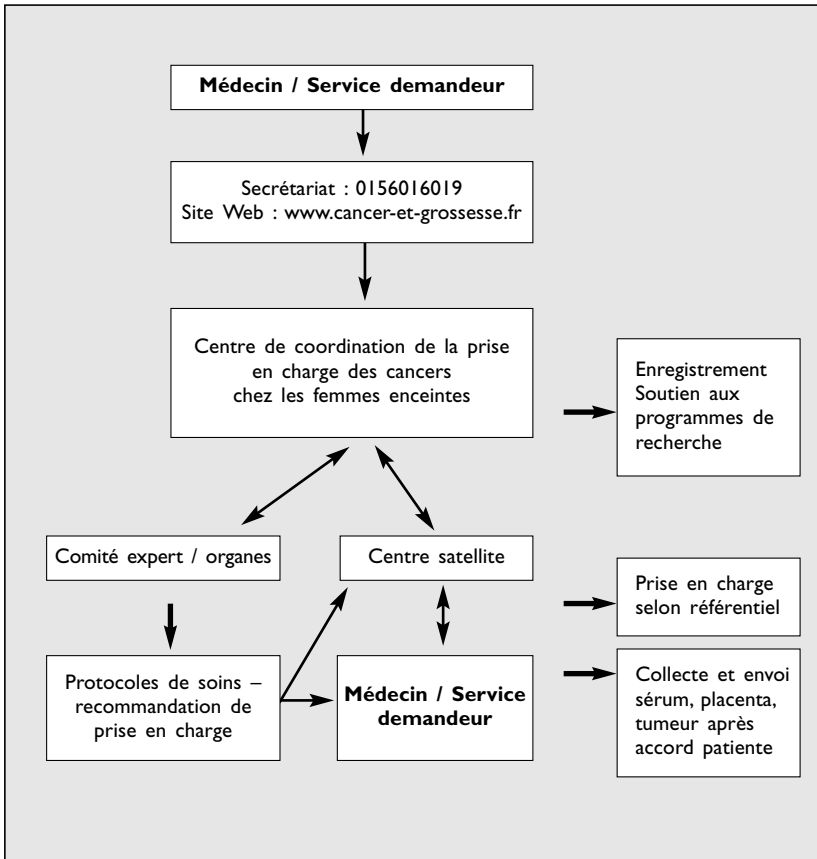 Médecin / Service demandeur
Secrétariat : 0156016019
Site Web : www.cancer-et-grossesse.fr
Centre de coordination de la prise
en charge des cancers
chez les femmes enceintes
Enregistrement
Soutien aux
programmes de
recherche
Comité expert / organes
Centre satellite
Prise en charge
selon référentiel
Protocoles de soins –
recommandation de
prise en charge
Médecin / Service
demandeur
Collecte et envoi
sérum, placenta,
tumeur après
accord patiente